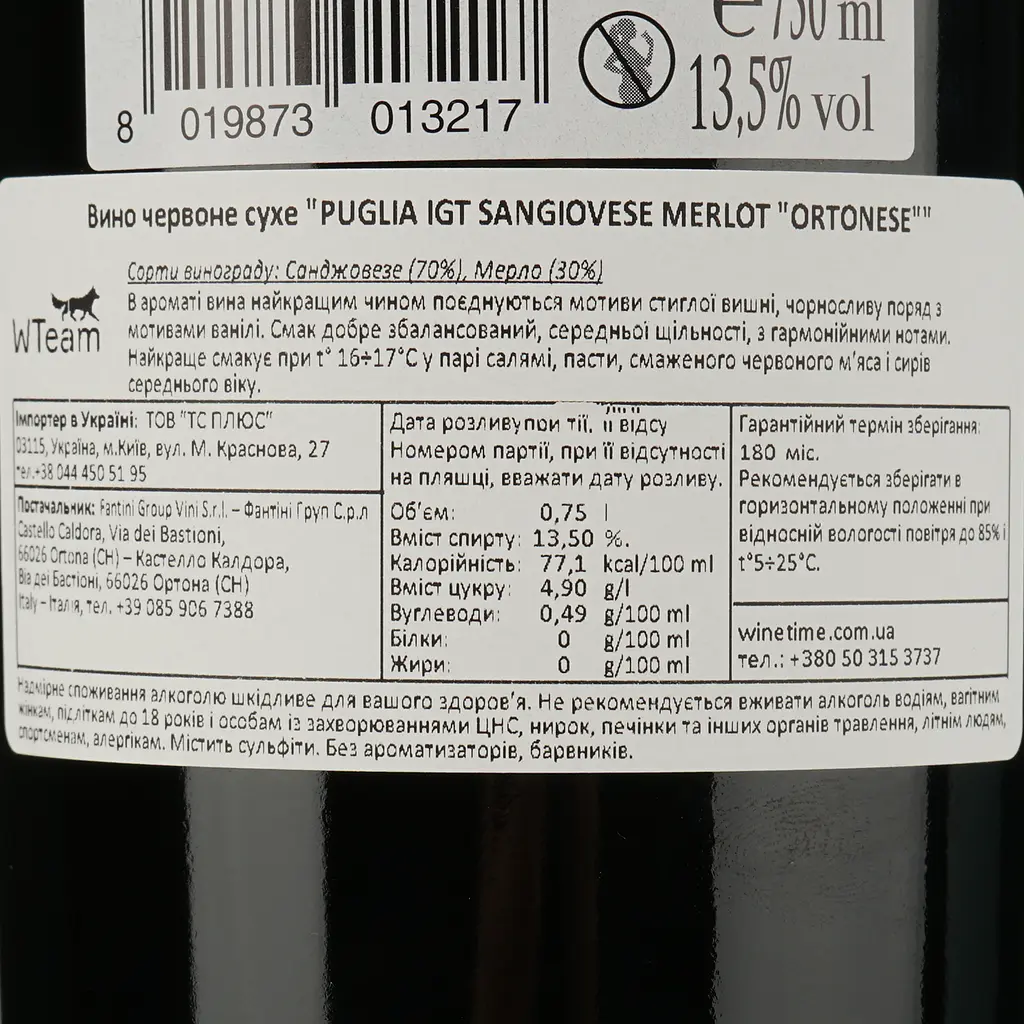 e 750 ml
13,5% vol
8 019873 013217
Вино червоне сухе "PUGLIA IGT SANGIOVESE MERLOT "ORTONESE""
Сорти винограду: Санджовезе (70%), Мерло (30%)
В ароматі вина найкращим чином поєднуються мотиви стиглої вишні, чорносливу поряд з
мотивами ванілі. Смак добре збалансований, середньої щільності, з гармонійними нотами.
Найкраще смакує при t° 16÷17°C у парі салямі, пасти, смаженого червоного м'яса і сирів
середнього віку.
WTeam
Імпортер в Україні: ТОВ "ТС ПЛЮС"
03115, Україна, м.Київ, вул. М. Краснова, 27
тел.+38 044 450 51 95
Постачальник: Fantini Group Vini S.r.l. – Фантіні Груп С.р.л
Castello Caldora, Via dei Bastioni,
66026 Ortona (CH) – Кастелло Калдора,
Віа деі Бастіоні, 66026 Ортона (CH)
Italy – Італія, тел. +39 085 906 7388
Дата розливу
Номером партії, при її відсутності
на пляшці, вважати дату розливу.
Об'єм: 0,75 l
Вміст спирту: 13,50 %.
Калорійність: 77,1 kcal/100 ml
Вміст цукру: 4,90 g/l
Вуглеводи: 0,49 g/100 ml
Білки: 0 g/100 ml
Жири: 0 g/100 ml
Гарантійний термін зберігання:
180 міс.
Рекомендується зберігати в
горизонтальному положенні при
відносній вологості повітря до 85% і
t°5÷25°C.
winetime.com.ua
тел.: +380 50 315 3737
Надмірне споживання алкоголю шкідливе для вашого здоров'я. Не рекомендується вживати алкоголь водіям, вагітним
жінкам, підліткам до 18 років і особам із захворюваннями ЦНС, нирок, печінки та інших органів травлення, літнім людям,
спортсменам, алергікам. Містить сульфіти. Без ароматизаторів, барвників.